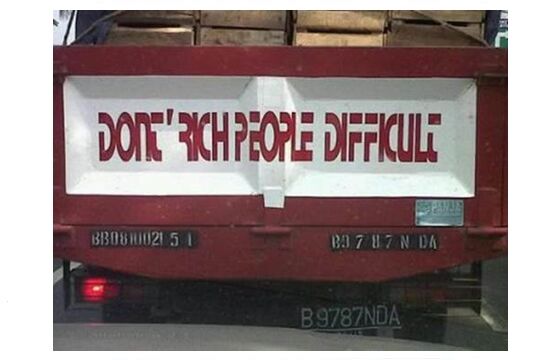 DONT' RICH PEOPLE DIFFICULT
B 9 7 8 7 N DA
B 9787NDA